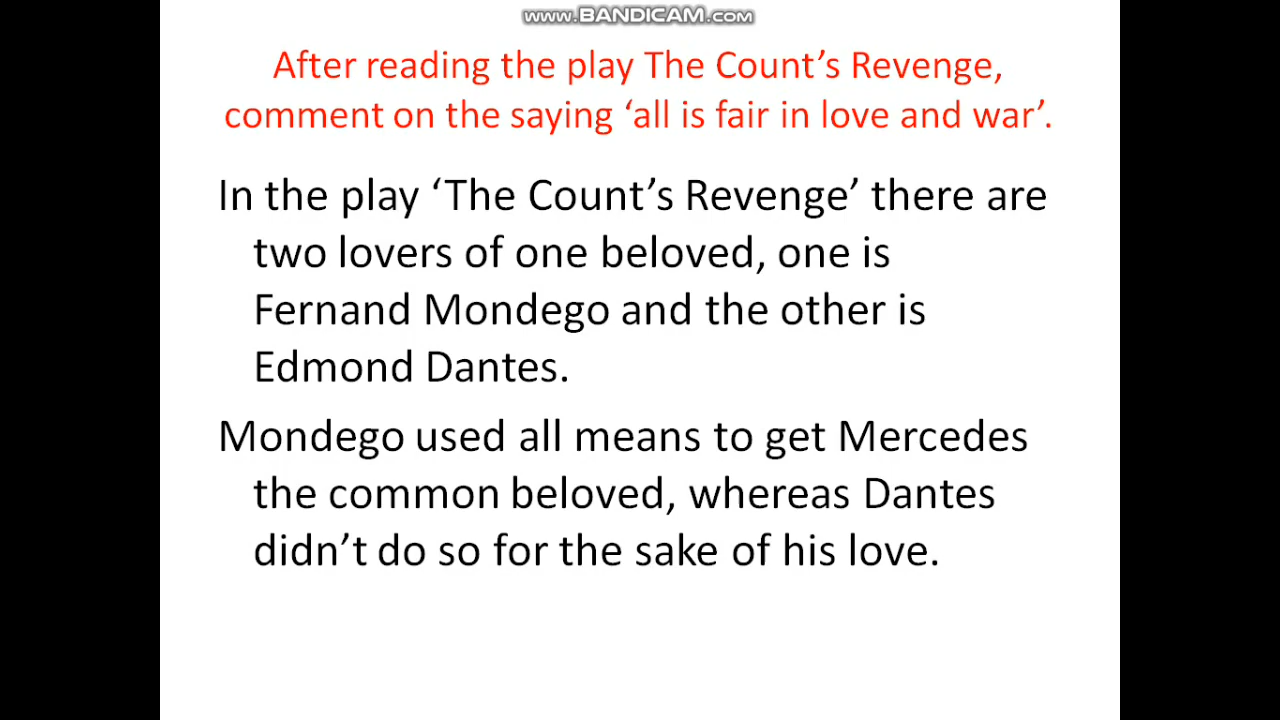 www.BANDICAM.com
After reading the play The Count’s Revenge,
comment on the saying ‘all is fair in love and war’.
In the play ‘The Count’s Revenge’ there are
two lovers of one beloved, one is
Fernand Mondego and the other is
Edmond Dantes.
Mondego used all means to get Mercedes
the common beloved, whereas Dantes
didn’t do so for the sake of his love.